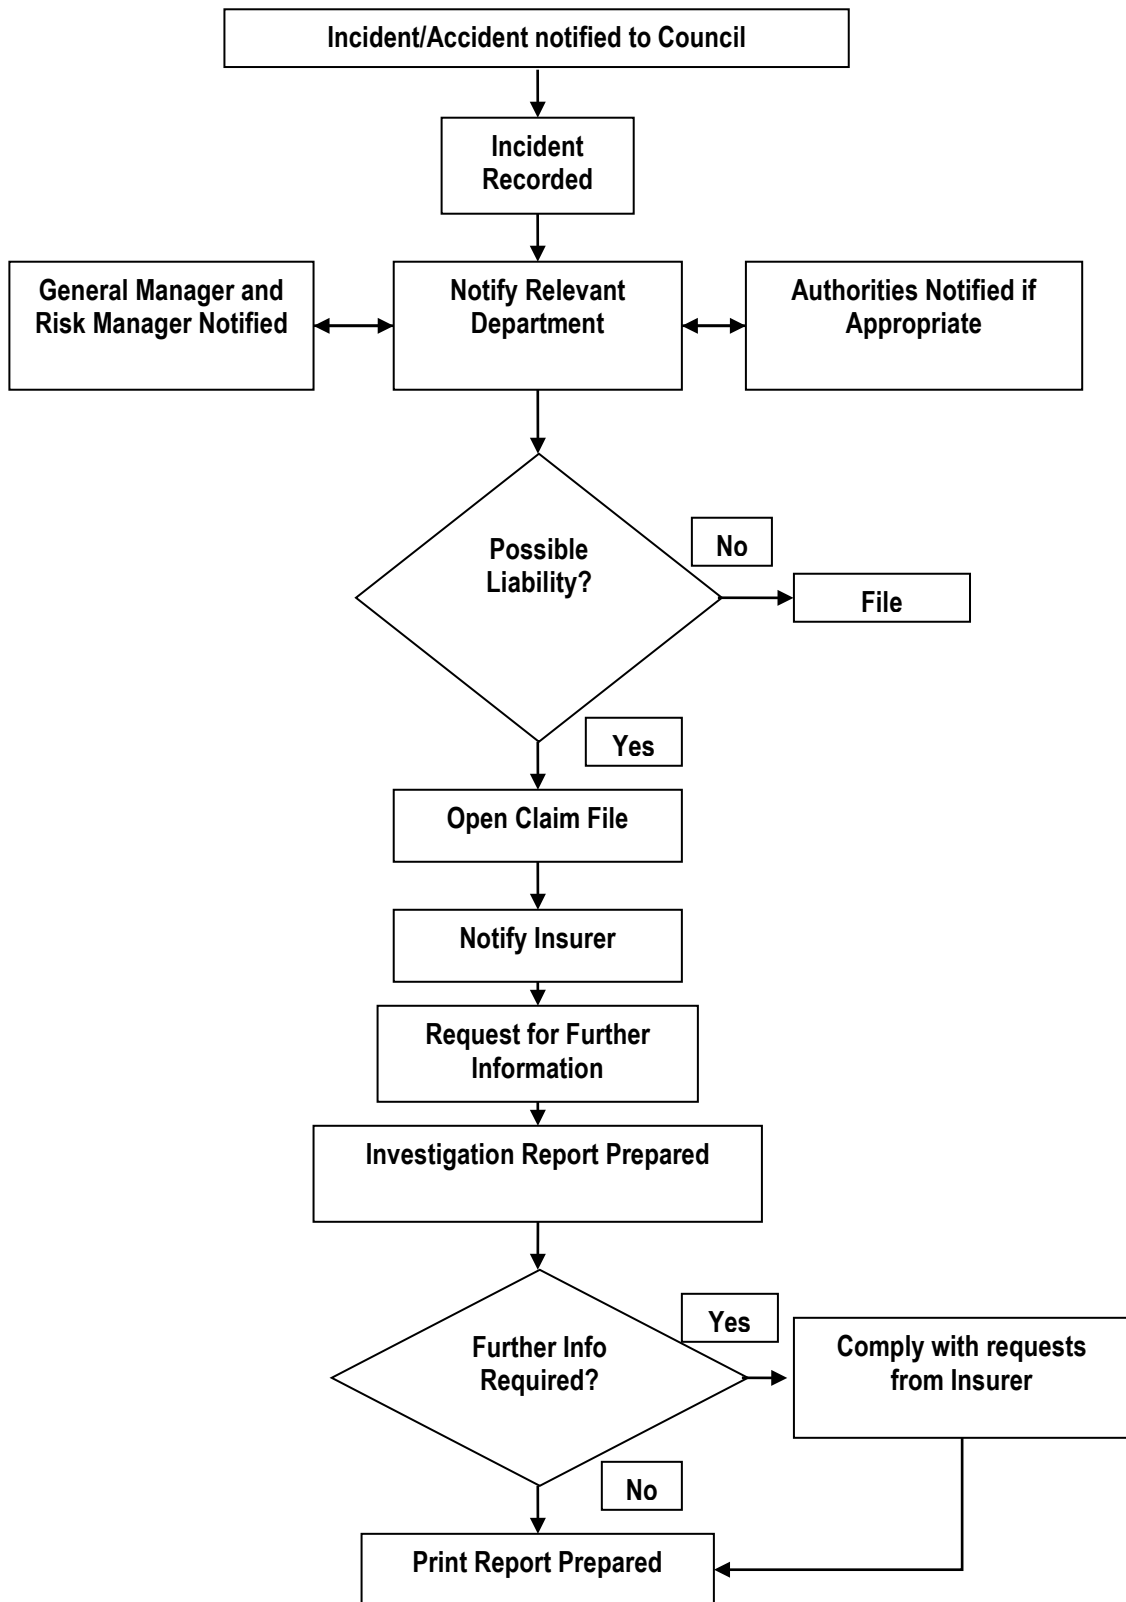 Incident/Accident notified to Council
Incident
Recorded
General Manager and
Risk Manager Notified
Notify Relevant
Department
Authorities Notified if
Appropriate
Possible
Liability?
No
File
Yes
Open Claim File
Notify Insurer
Request for Further
Information
Investigation Report Prepared
Further Info
Required?
Yes
Comply with requests
from Insurer
No
Print Report Prepared